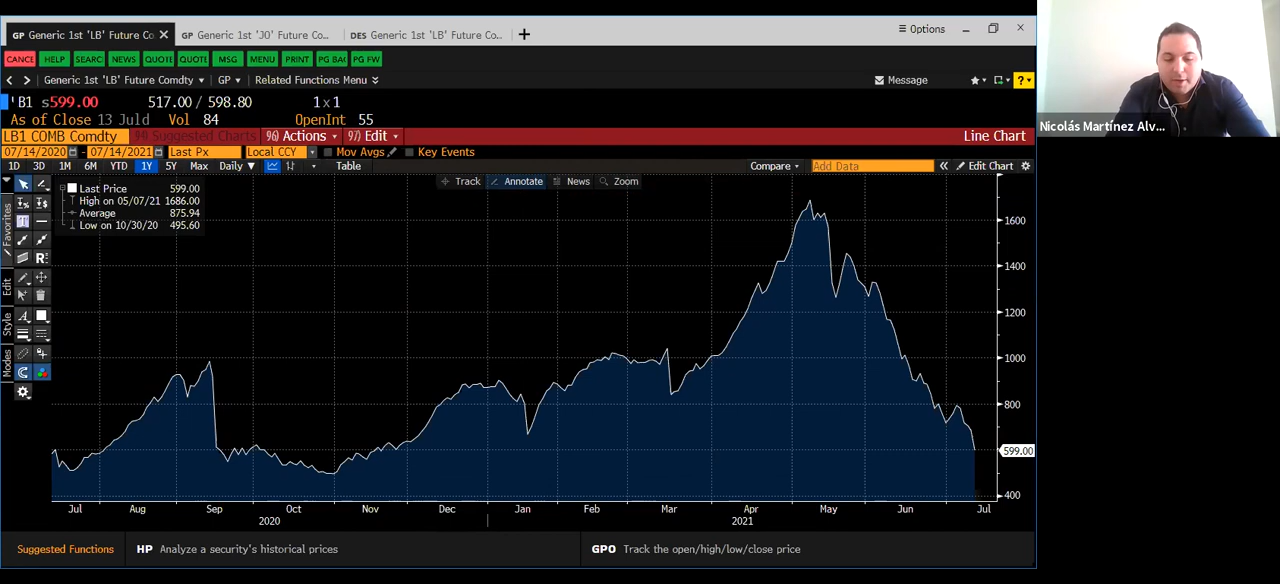 GP Generic 1st 'LB' Future Co...
GP Generic 1st 'JO' Future Co...
DES Generic 1st 'LB' Future Co...
Options
CANCE HELP SEARC NEWS QUOTE QUOTE MSG MENU PRINT PG BAC PG FW
Generic 1st 'LB' Future Comdty GP Related Functions Menu
Message
?
'B1 s599.00 517.00 / 598.80 1x1
As of Close 13 Juld Vol 84 OpenInt 55
LB1 COMB Comdty 94) Suggested Charts 96) Actions 97) Edit Line Chart
07/14/2020 - 07/14/2021 Last Px Local CCY Mov Avgs Key Events
1D 3D 1M 6M YTD 1Y 5Y Max Daily Table Compare Add Data Edit Chart
Track Annotate News Zoom
Last Price 599.00
High on 05/07/21 1686.00
Average 875.94
Low on 10/30/20 495.60
Favorites
Edit
Style
Modes
1600
1400
1200
1000
800
599.00
400
Jul Aug Sep Oct Nov Dec Jan Feb Mar Apr May Jun Jul
2020 2021
Suggested Functions HP Analyze a security's historical prices GPO Track the open/high/low/close price
Nicolás Martínez Alv...